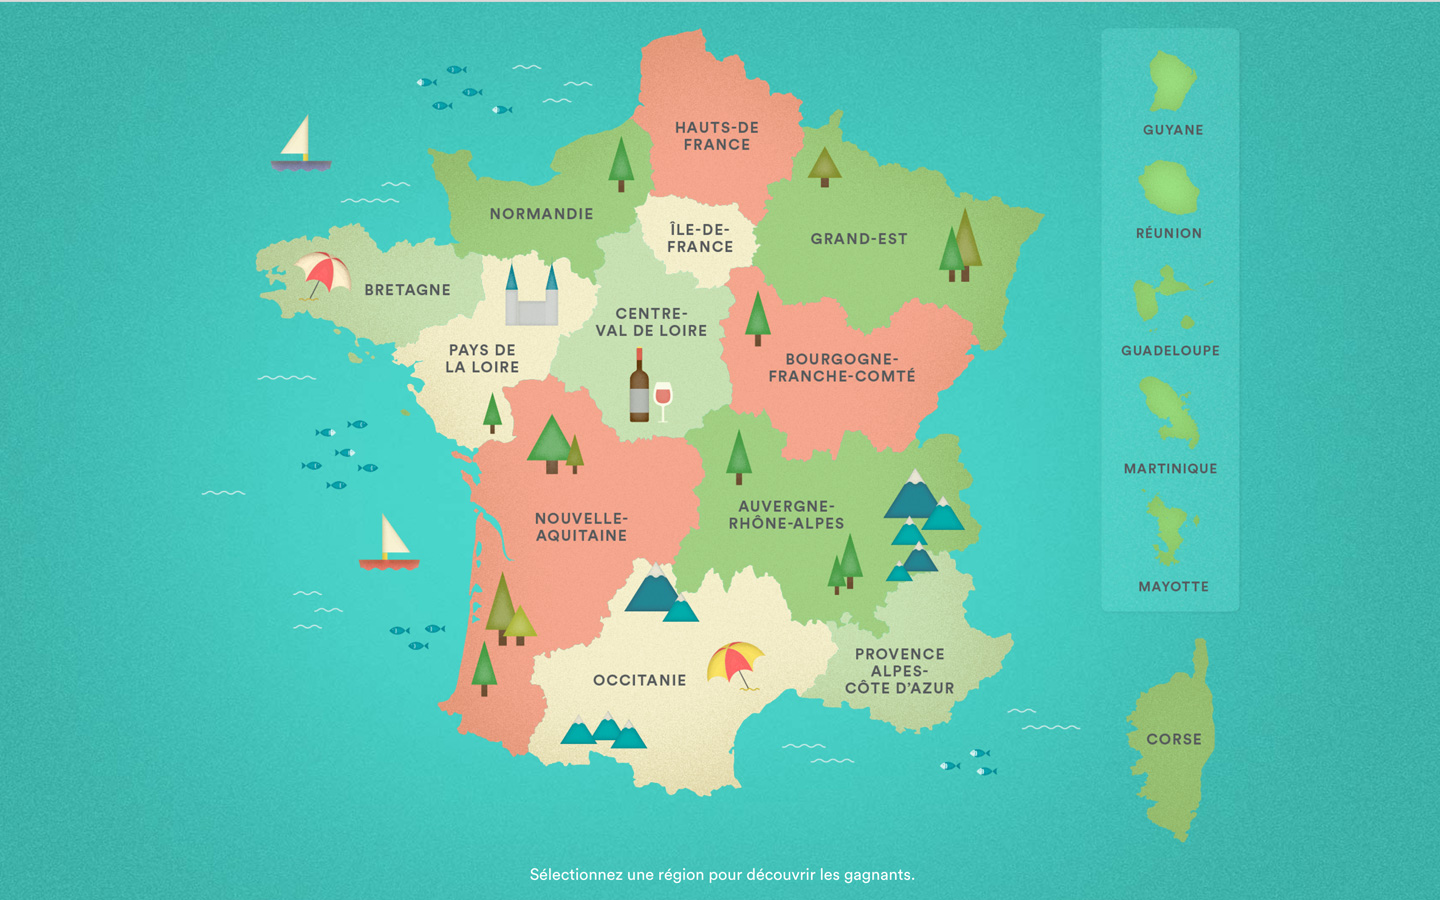 HAUTS-DE
FRANCE
NORMANDIE
ÎLE-DE-
FRANCE
GRAND-EST
BRETAGNE
CENTRE-
VAL DE LOIRE
PAYS DE
LA LOIRE
BOURGOGNE-
FRANCHE-COMTÉ
NOUVELLE-
AQUITAINE
AUVERGNE-
RHÔNE-ALPES
OCCITANIE
PROVENCE
ALPES-
CÔTE D'AZUR
GUYANE
RÉUNION
GUADELOUPE
MARTINIQUE
MAYOTTE
CORSE
Sélectionnez une région pour découvrir les gagnants.